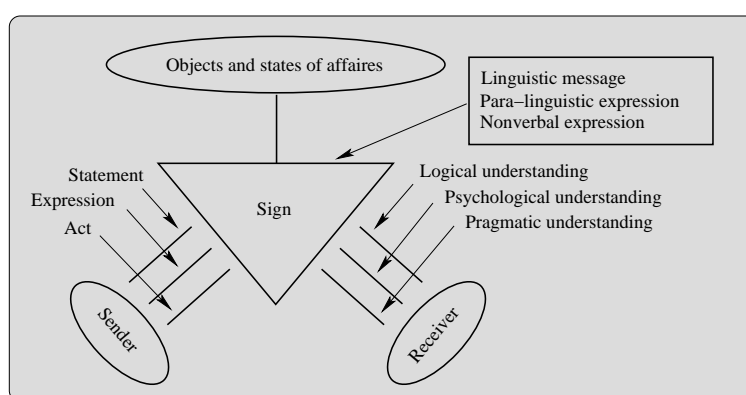 Objects and states of affaires
Linguistic message
Para−linguistic expression
Nonverbal expression
Statement
Expression
Act
Sign
Logical understanding
Psychological understanding
Pragmatic understanding
Sender
Receiver